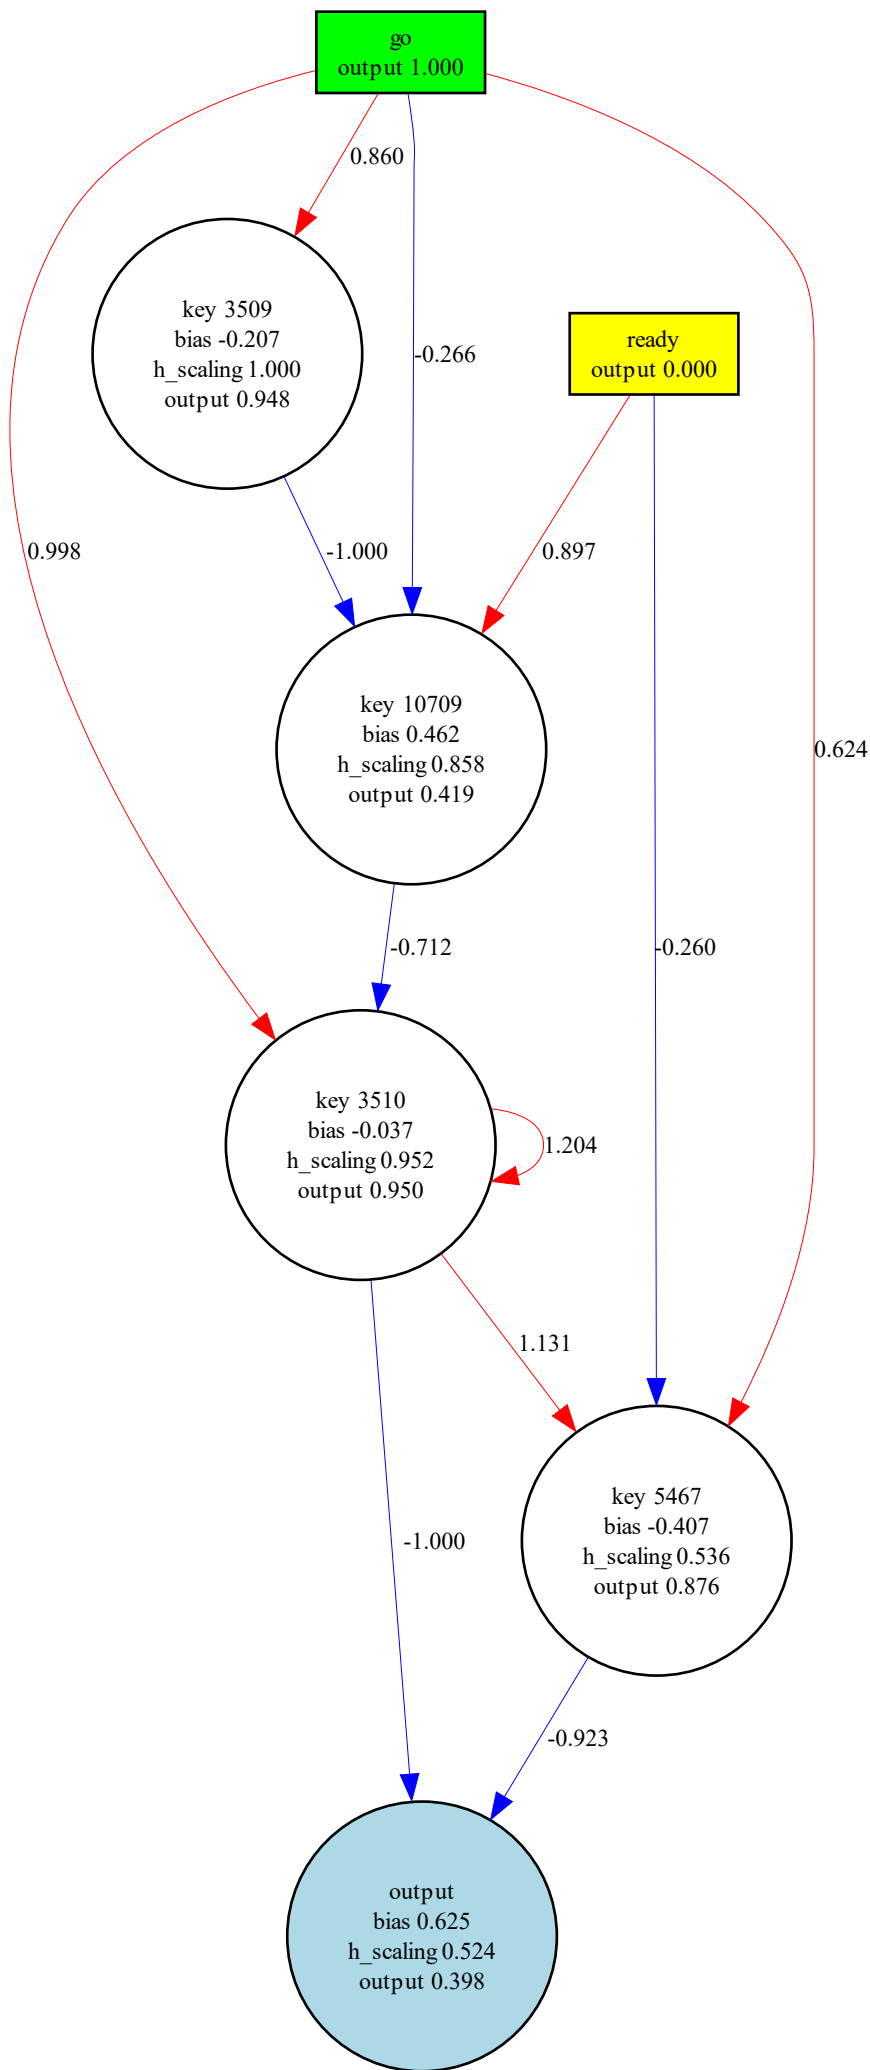 go
output 1.000
0.860
key 3509
bias -0.207
h_scaling 1.000
output 0.948
-0.266
ready
output 0.000
0.998
-1.000
0.897
key 10709
bias 0.462
h_scaling 0.858
output 0.419
0.624
-0.712
-0.260
key 3510
bias -0.037
h_scaling 0.952
output 0.950
1.204
1.131
key 5467
bias -0.407
h_scaling 0.536
output 0.876
-1.000
-0.923
output
bias 0.625
h_scaling 0.524
output 0.398